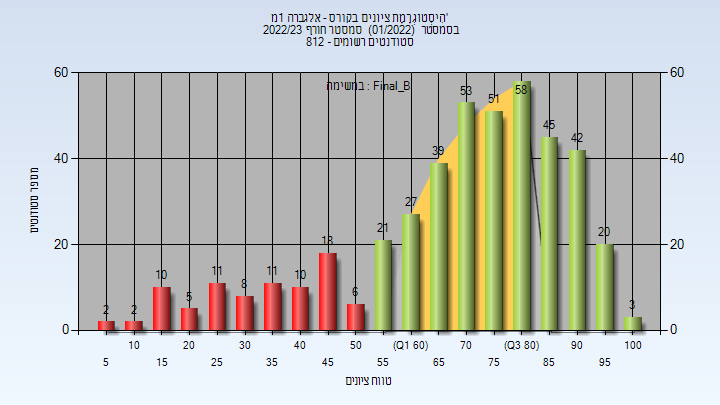 היסטוגרמת ציונים בקורס - אלגברה 1מ'
בסמסטר (01/2022) סמסטר חורף 2022/23
סטודנטים רשומים - 812
במשימה : Final_B
מספר סטודנטים
60 60
40 40
20 20
0 0
2 2 10 5 11 8 11 10 18 6 21 27 39 53 51 58 45 42 20 3
10 20 30 40 50 (Q1 60) 70 (Q3 80) 90 100
5 15 25 35 45 55 65 75 85 95
טווח ציונים